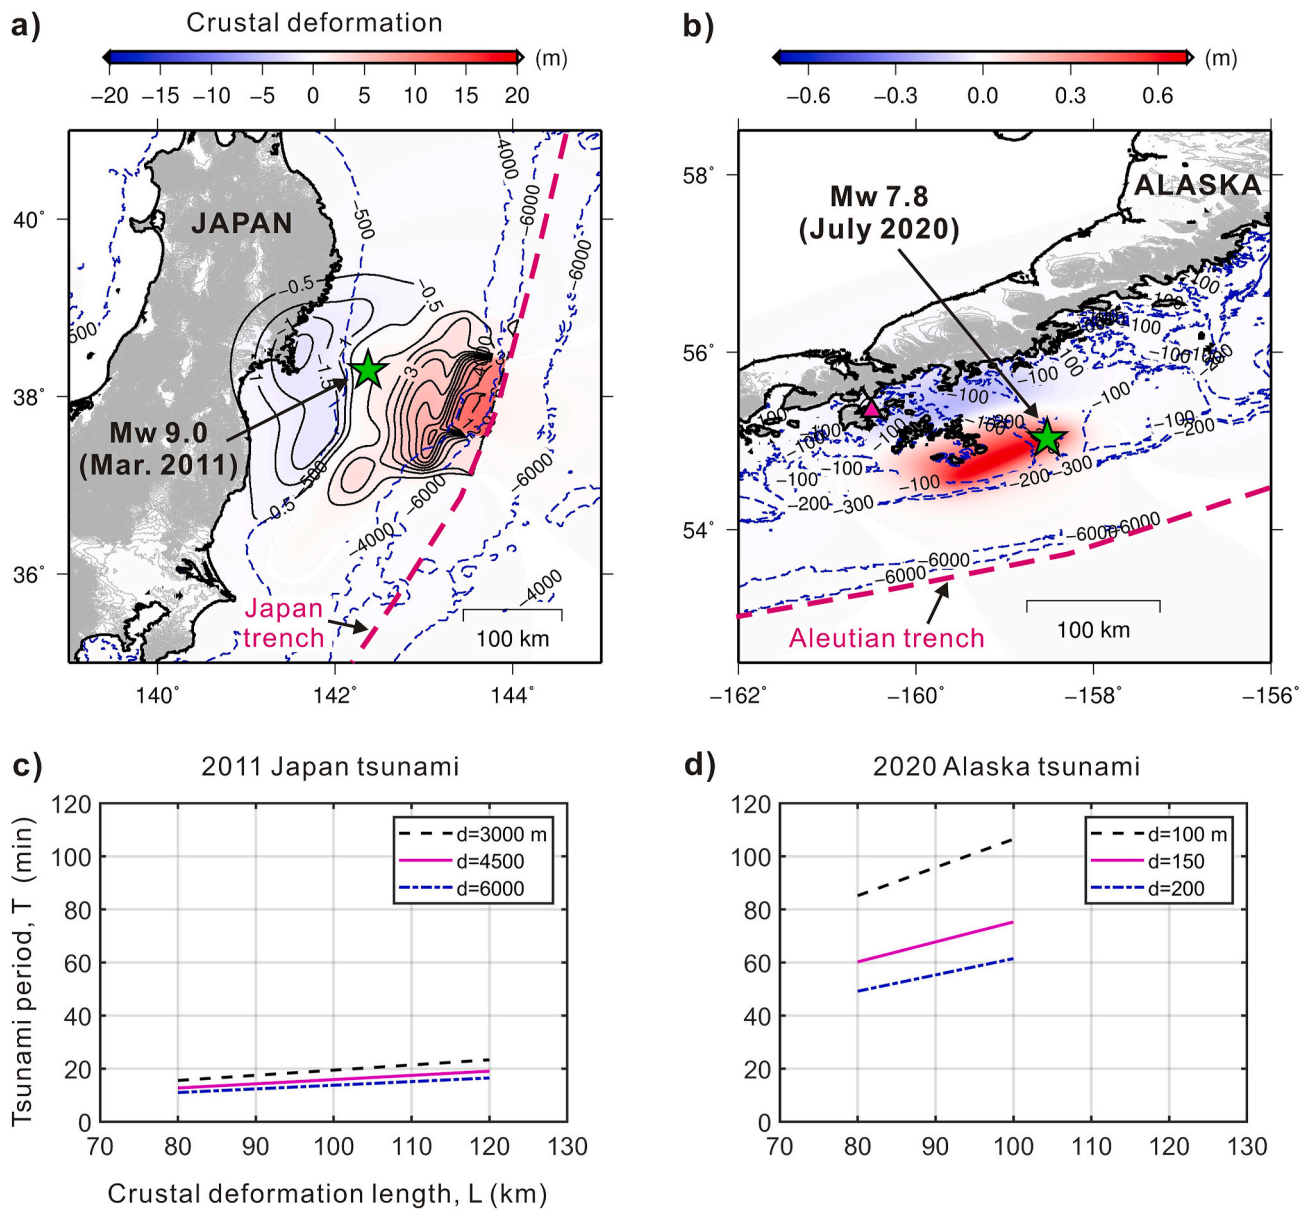 a)
Crustal deformation
(m)
−20 −15 −10 −5 0 5 10 15 20
JAPAN
Mw 9.0
(Mar. 2011)
Japan
trench
100 km
−500
−4000
−6000
−6000
−0.5
−0.5
−500
−0.5
−6000
−6000
−4000
−4000
40˚
38˚
36˚
140˚ 142˚ 144˚
b)
(m)
−0.6 −0.3 0.0 0.3 0.6
ALASKA
Mw 7.8
(July 2020)
−100
−100
−100
−100
−100
−200
−100
−200 −300
−100
−200 −300
−6000
−6000
−6000
−6000
Aleutian trench
100 km
58˚
56˚
54˚
−162˚ −160˚ −158˚ −156˚
c)
2011 Japan tsunami
Tsunami period, T (min)
120
100
80
60
40
20
0
d=3000 m
d=4500
d=6000
70 80 90 100 110 120 130
Crustal deformation length, L (km)
d)
2020 Alaska tsunami
120
100
80
60
40
20
0
d=100 m
d=150
d=200
70 80 90 100 110 120 130